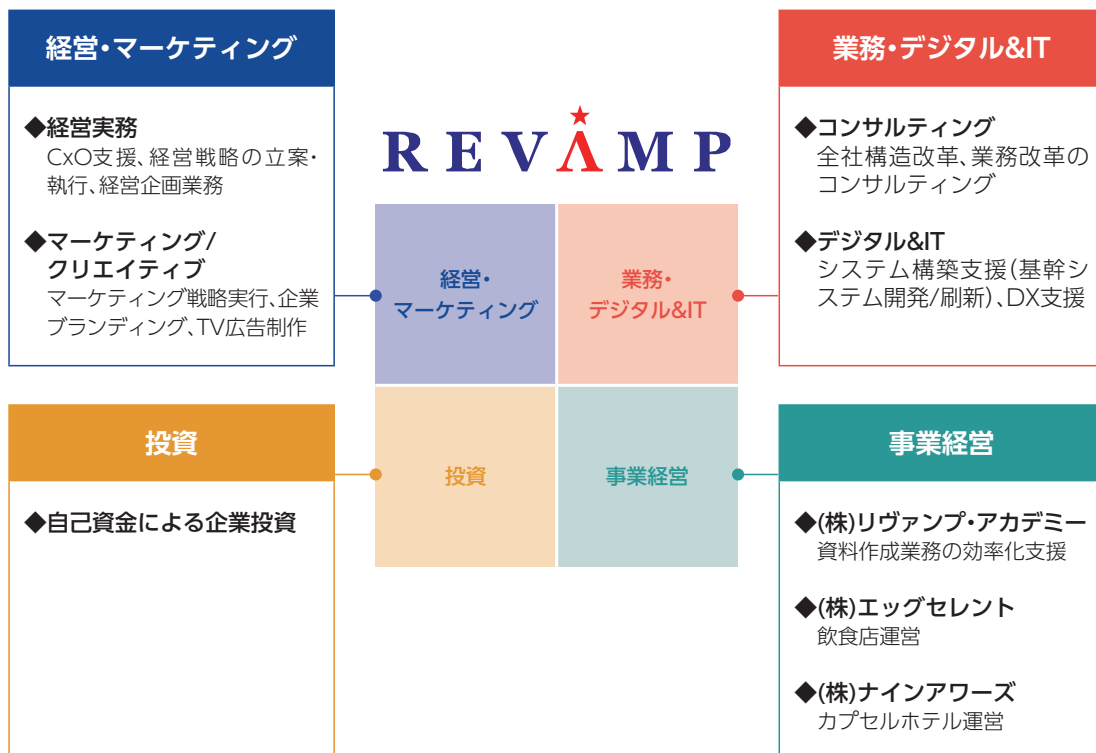 経営・マーケティング
◆経営実務
CxO支援、経営戦略の立案・
執行、経営企画業務
◆マーケティング/
クリエイティブ
マーケティング戦略実行、企業
ブランディング、TV広告制作
REVAMP
経営・
マーケティング
業務・
デジタル&IT
投資
事業経営
業務・デジタル&IT
◆コンサルティング
全社構造改革、業務改革の
コンサルティング
◆デジタル&IT
システム構築支援(基幹シ
ステム開発/刷新)、DX支援
投資
◆自己資金による企業投資
事業経営
◆(株)リヴァンプ・アカデミー
資料作成業務の効率化支援
◆(株)エッグセレント
飲食店運営
◆(株)ナインアワーズ
カプセルホテル運営